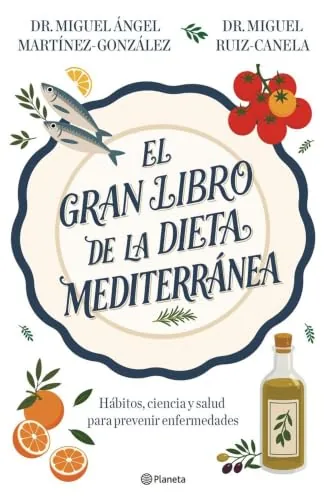 DR. MIGUEL ÁNGEL
MARTÍNEZ-GONZÁLEZ
DR. MIGUEL
RUIZ-CANELA
EL
GRAN LIBRO
DE LA DIETA
MEDITERRÁNEA
Hábitos, ciencia y salud
para prevenir enfermedades
Planeta